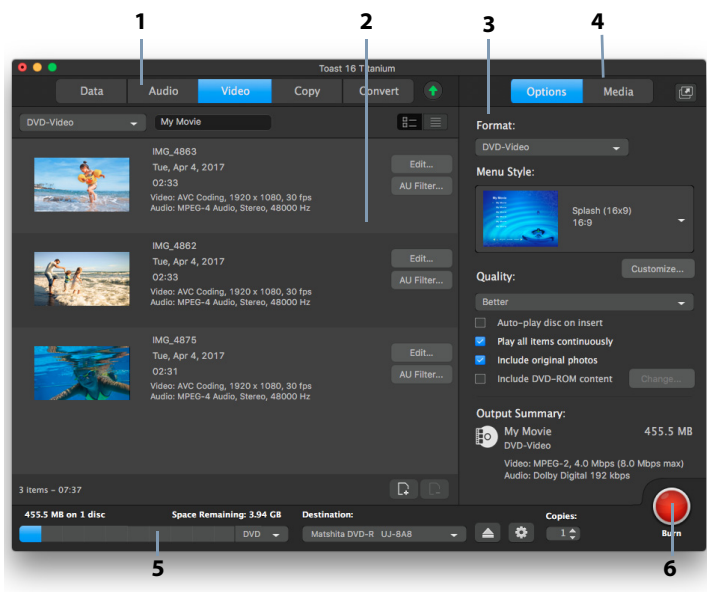 1
2
3
4
Toast 16 Titanium
Data Audio Video Copy Convert
Options Media
DVD-Video My Movie
IMG_4863
Tue, Apr 4, 2017
02:33
Video: AVC Coding, 1920 x 1080, 30 fps
Audio: MPEG-4 Audio, Stereo, 48000 Hz
Edit...
AU Filter...
IMG_4862
Tue, Apr 4, 2017
02:33
Video: AVC Coding, 1920 x 1080, 30 fps
Audio: MPEG-4 Audio, Stereo, 48000 Hz
Edit...
AU Filter...
IMG_4875
Tue, Apr 4, 2017
02:31
Video: AVC Coding, 1920 x 1080, 30 fps
Audio: MPEG-4 Audio, Stereo, 48000 Hz
Edit...
AU Filter...
3 items – 07:37
Format:
DVD-Video
Menu Style:
My Movie
Splash (16x9)
16:9
Customize...
Quality:
Better
Auto-play disc on insert
Play all items continuously
Include original photos
Include DVD-ROM content Change...
Output Summary:
My Movie 455.5 MB
DVD-Video
Video: MPEG-2, 4.0 Mbps (8.0 Mbps max)
Audio: Dolby Digital 192 kbps
455.5 MB on 1 disc Space Remaining: 3.94 GB
DVD
Destination:
Matshita DVD-R UJ-8A8
Copies:
1
Burn
5
6